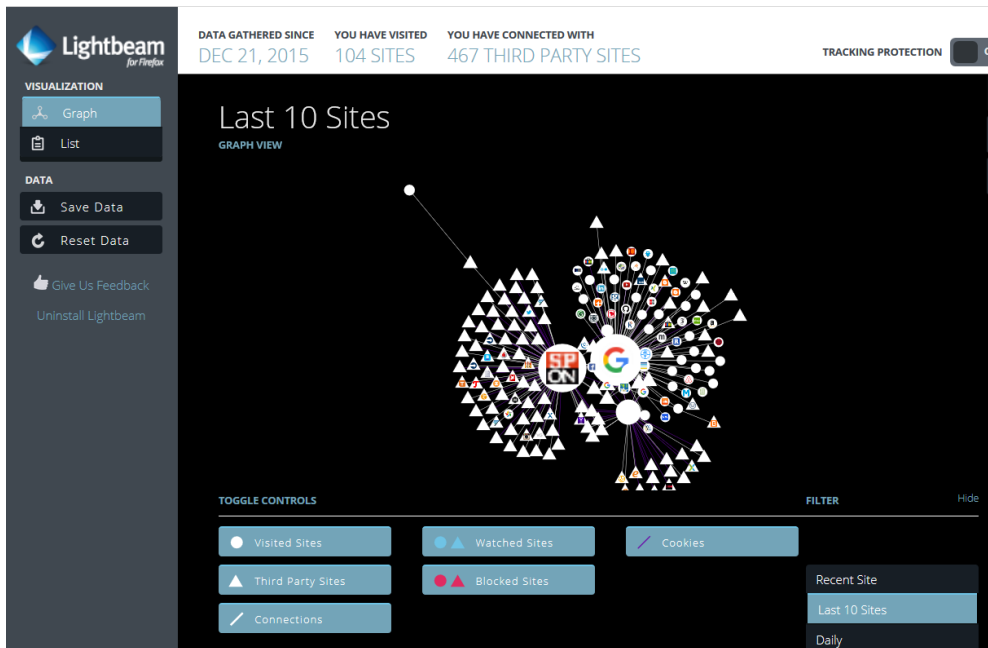 Lightbeam
for Firefox
DATA GATHERED SINCE
DEC 21, 2015
YOU HAVE VISITED
104 SITES
YOU HAVE CONNECTED WITH
467 THIRD PARTY SITES
TRACKING PROTECTION
VISUALIZATION
Graph
List
DATA
Save Data
Reset Data
Give Us Feedback
Uninstall Lightbeam
Last 10 Sites
GRAPH VIEW
SP
ON
G
TOGGLE CONTROLS
Visited Sites
Watched Sites
Cookies
Third Party Sites
Blocked Sites
Connections
FILTER
Hide
Recent Site
Last 10 Sites
Daily